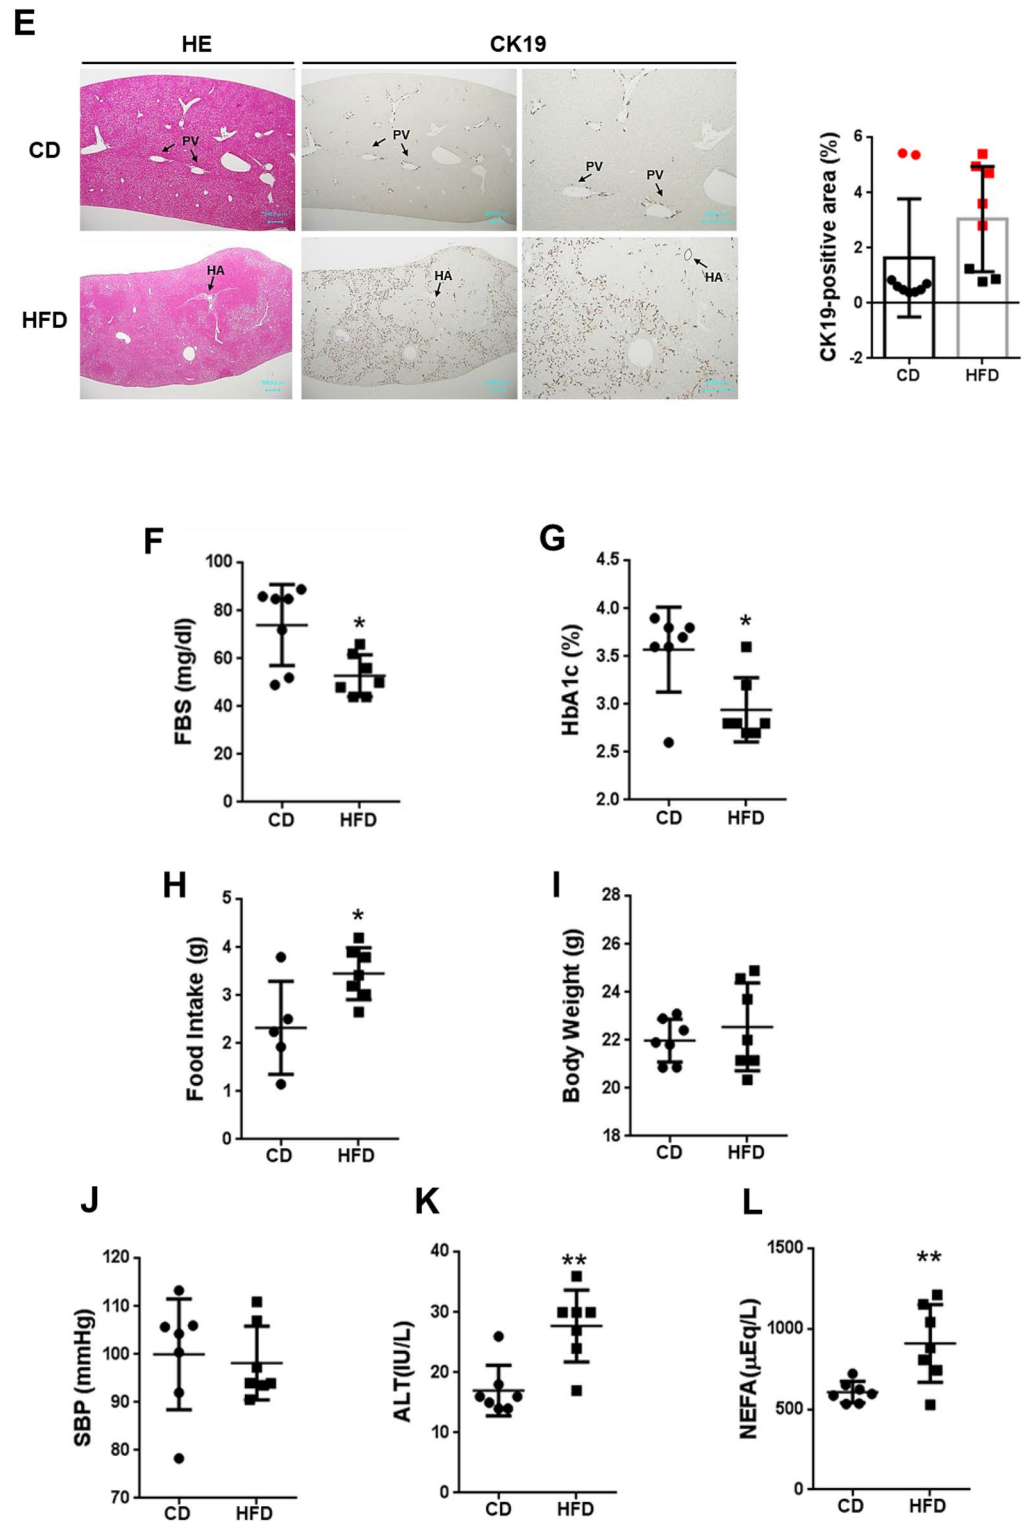 E
HE
CK19
CD
PV
PV
PV
PV
HFD
HA
HA
HA
CK19-positive area (%)
6
4
2
0
-2
CD
HFD
F
FBS (mg/dl)
100
80
60
40
20
0
*
CD
HFD
G
HbA1c (%)
4.5
4.0
3.5
3.0
2.5
2.0
*
CD
HFD
H
Food Intake (g)
5
4
3
2
1
0
*
CD
HFD
I
Body Weight (g)
28
26
24
22
20
18
CD
HFD
J
SBP (mmHg)
120
110
100
90
80
70
CD
HFD
K
ALT(IU/L)
40
30
20
10
0
**
CD
HFD
L
NEFA(μEq/L)
1500
1000
500
0
**
CD
HFD